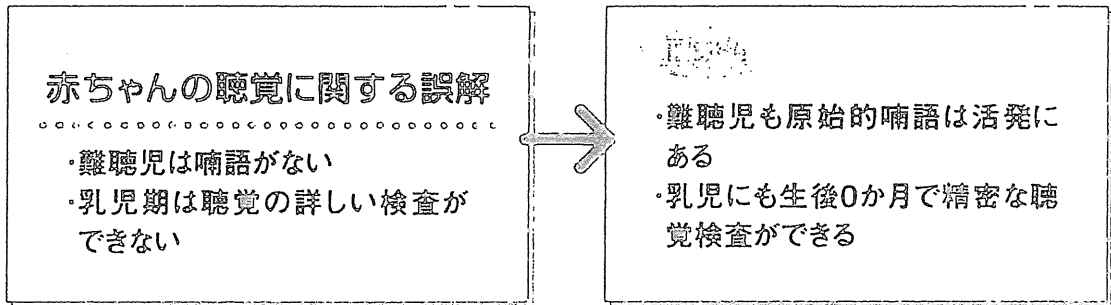 赤ちゃんの聴覚に関する誤解
・難聴児は喃語がない
・乳児期は聴覚の詳しい検査が
できない
・難聴児も原始的喃語は活発に
ある
・乳児にも生後0か月で精密な聴
覚検査ができる